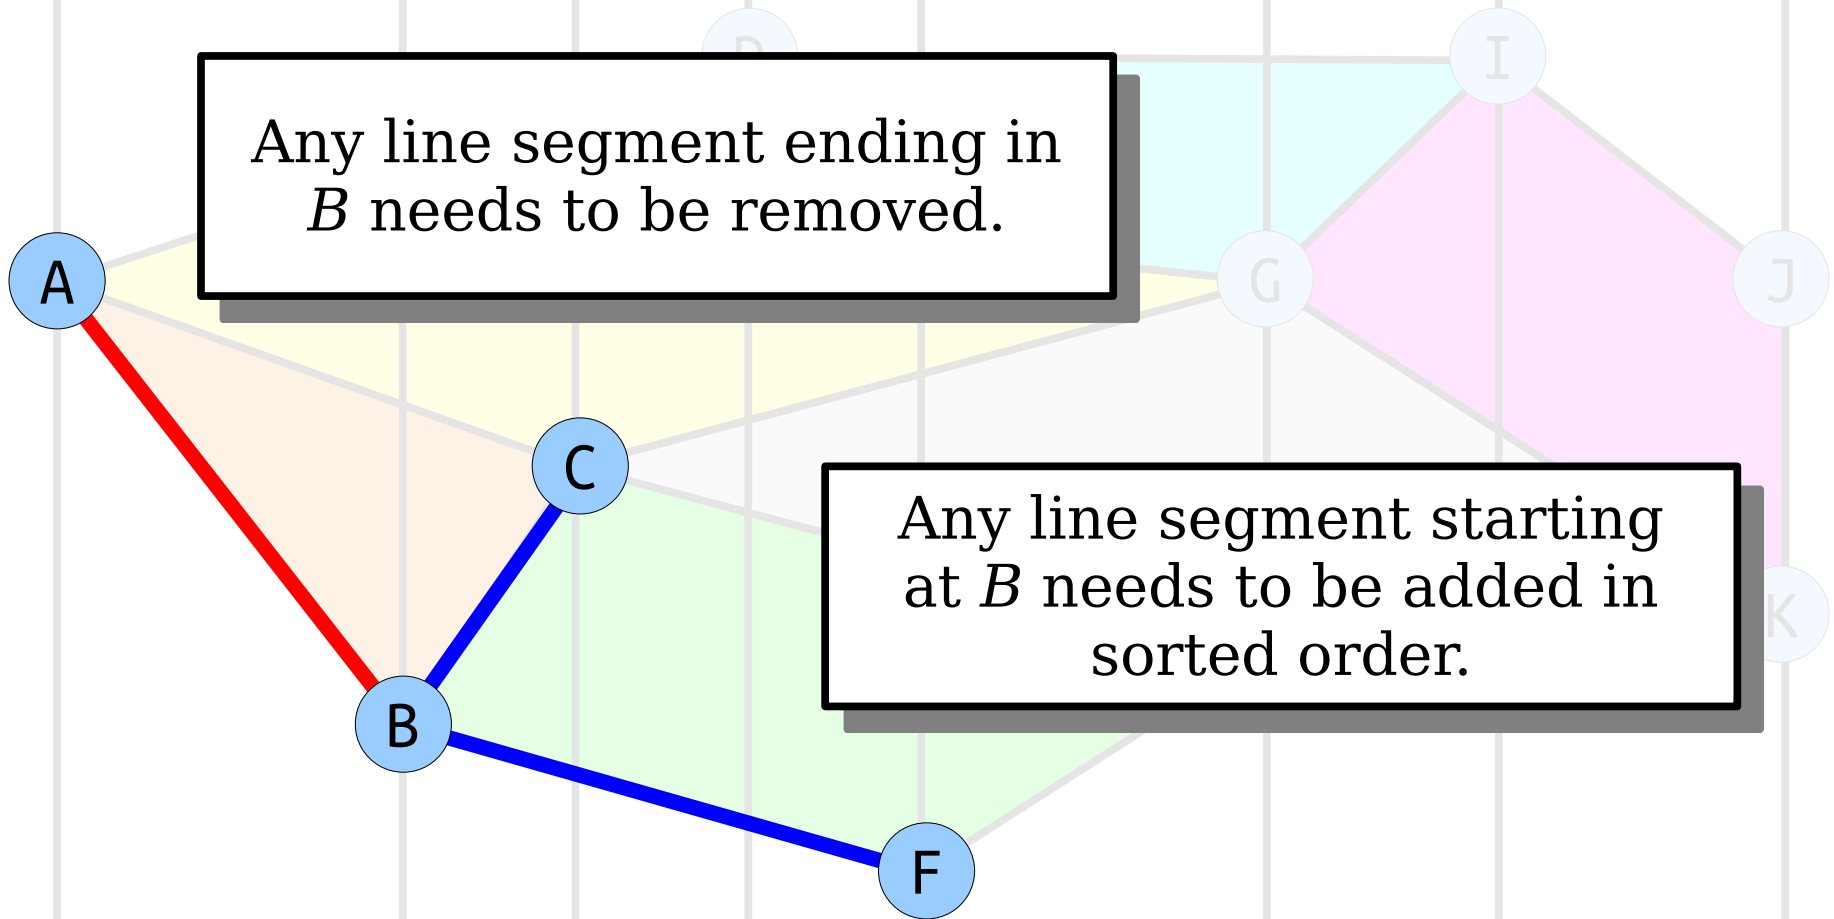 D
I
Any line segment ending in
B needs to be removed.
A
G
J
C
Any line segment starting
at B needs to be added in
sorted order.
K
B
F